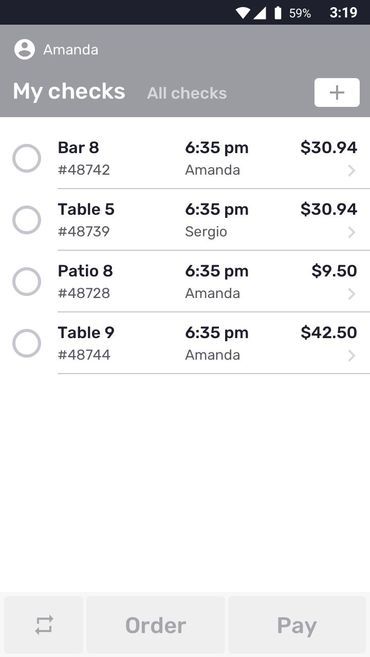 59% 3:19
Amanda
My checks All checks
Bar 8 6:35 pm $30.94
#48742 Amanda
Table 5 6:35 pm $30.94
#48739 Sergio
Patio 8 6:35 pm $9.50
#48728 Amanda
Table 9 6:35 pm $42.50
#48744 Amanda
Order Pay